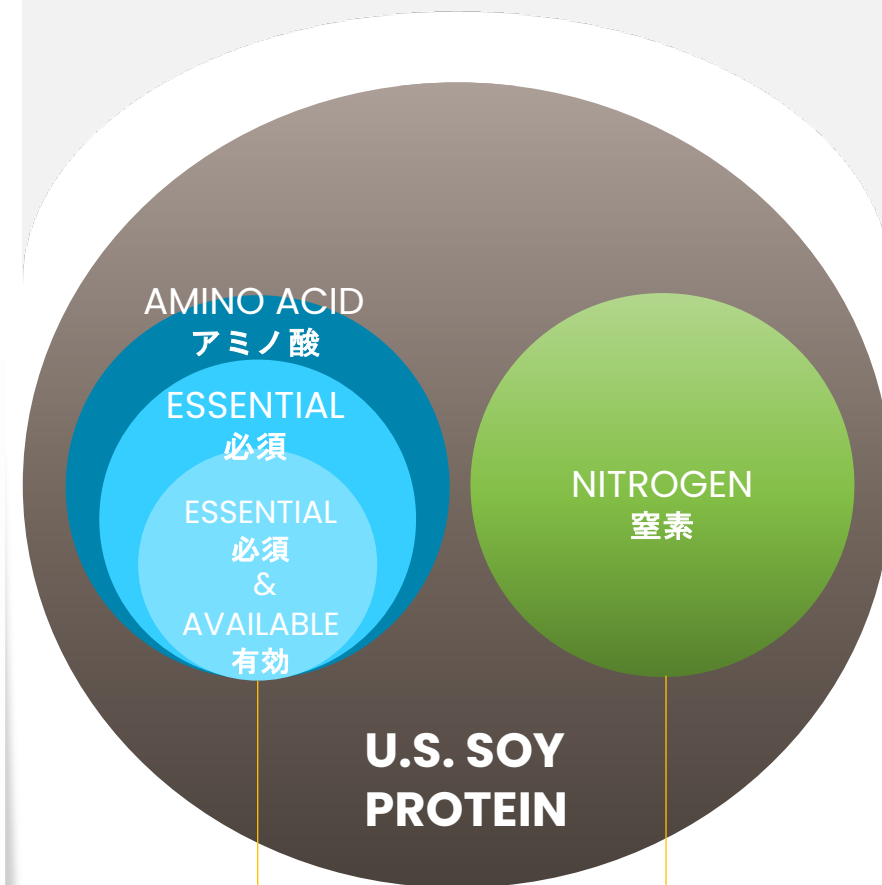 AMINO ACID
アミノ酸
ESSENTIAL
必須
ESSENTIAL
必須
&
AVAILABLE
有効
NITROGEN
窒素
U.S. SOY
PROTEIN